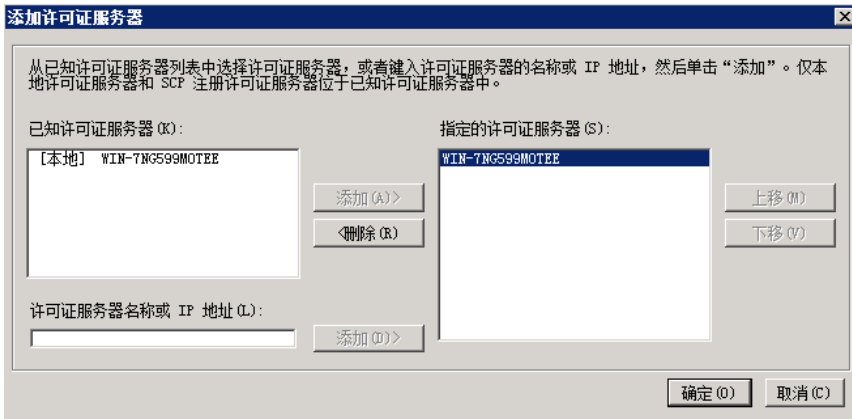 添加许可证服务器
从已知许可证服务器列表中选择许可证服务器，或者键入许可证服务器的名称或 IP 地址，然后单击“添加”。仅本
地许可证服务器和 SCP 注册许可证服务器位于已知许可证服务器中。
已知许可证服务器(K):
指定的许可证服务器(S):
[本地] WIN-7NG599MOTEE
WIN-7NG599MOTEE
添加(A)>
上移(M)
<删除(R)
下移(V)
许可证服务器名称或 IP 地址(L):
添加(D)>
确定(O)
取消(C)